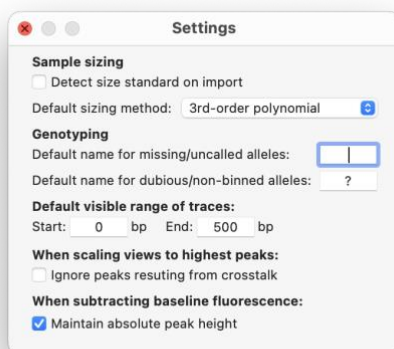 Settings
Sample sizing
Detect size standard on import
Default sizing method: 3rd-order polynomial
Genotyping
Default name for missing/uncalled alleles:
Default name for dubious/non-binned alleles: ?
Default visible range of traces:
Start: 0 bp End: 500 bp
When scaling views to highest peaks:
Ignore peaks resuting from crosstalk
When subtracting baseline fluorescence:
Maintain absolute peak height